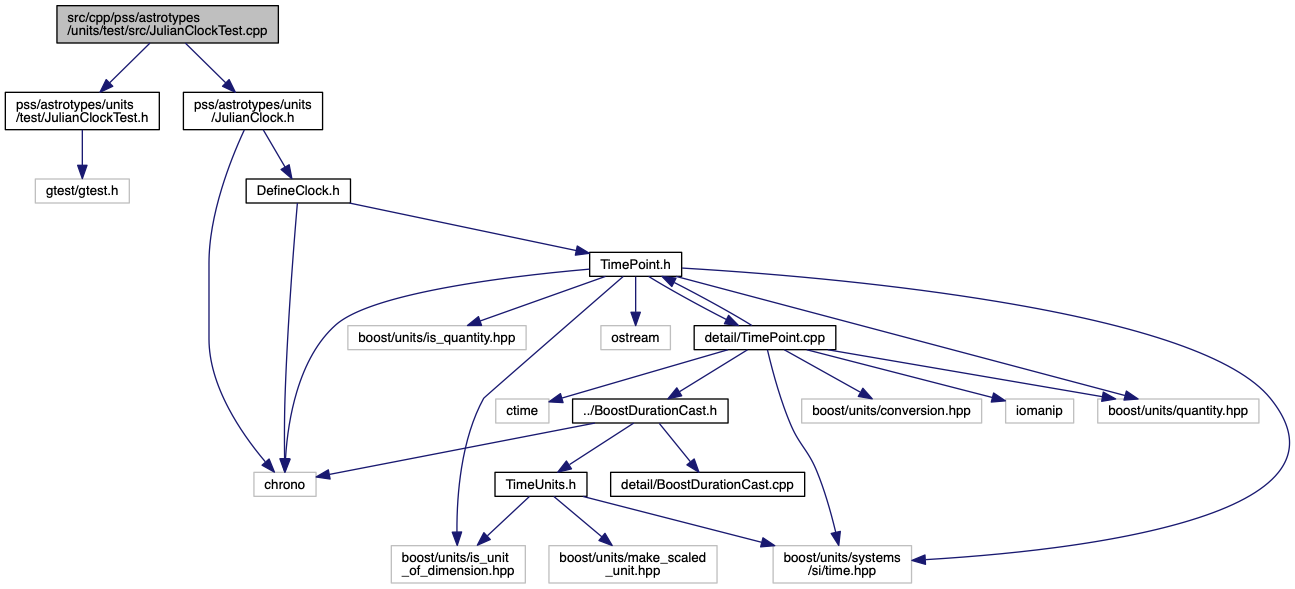 src/cpp/pss/astrotypes
/units/test/src/JulianClockTest.cpp
pss/astrotypes/units
/test/JulianClockTest.h
pss/astrotypes/units
/JulianClock.h
gtest/gtest.h
DefineClock.h
TimePoint.h
boost/units/is_quantity.hpp
ostream
detail/TimePoint.cpp
ctime
../BoostDurationCast.h
boost/units/conversion.hpp
iomanip
boost/units/quantity.hpp
chrono
TimeUnits.h
detail/BoostDurationCast.cpp
boost/units/is_unit
_of_dimension.hpp
boost/units/make_scaled
_unit.hpp
boost/units/systems
/si/time.hpp